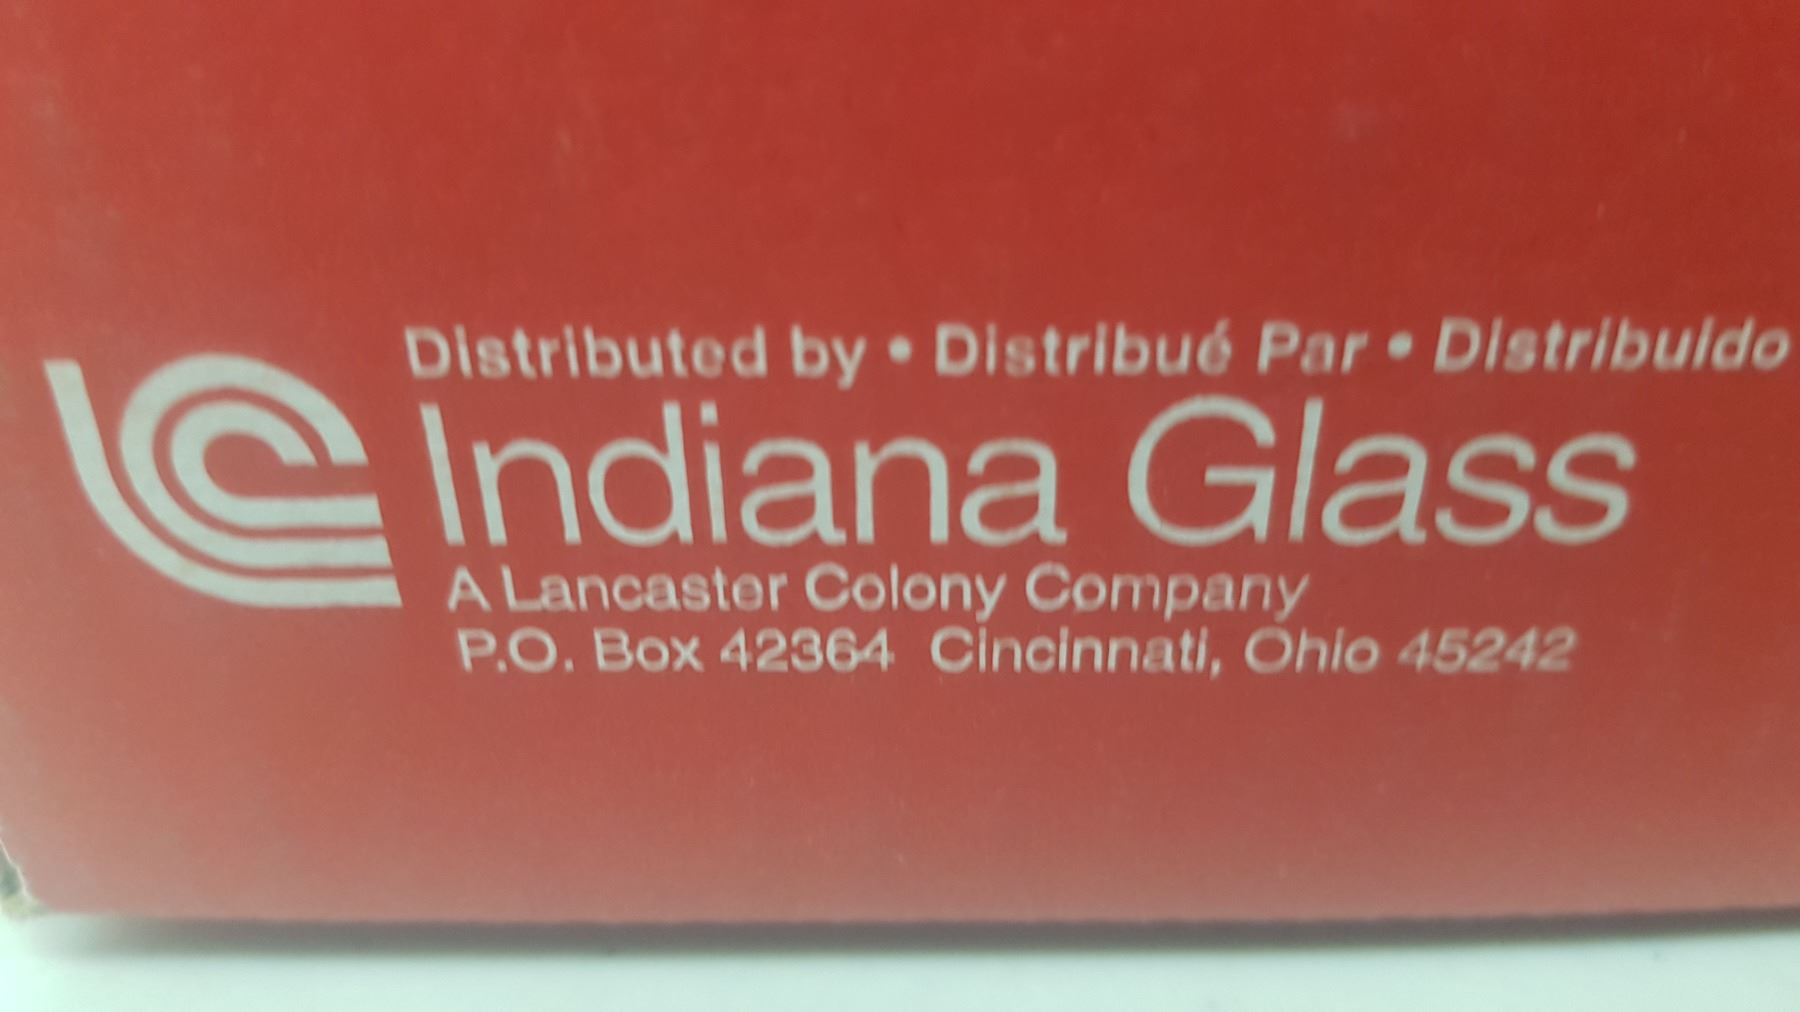 Distributed by • Distribué Par • Distribuido
Indiana Glass
A Lancaster Colony Company
P.O. Box 42364 Cincinnati, Ohio 45242